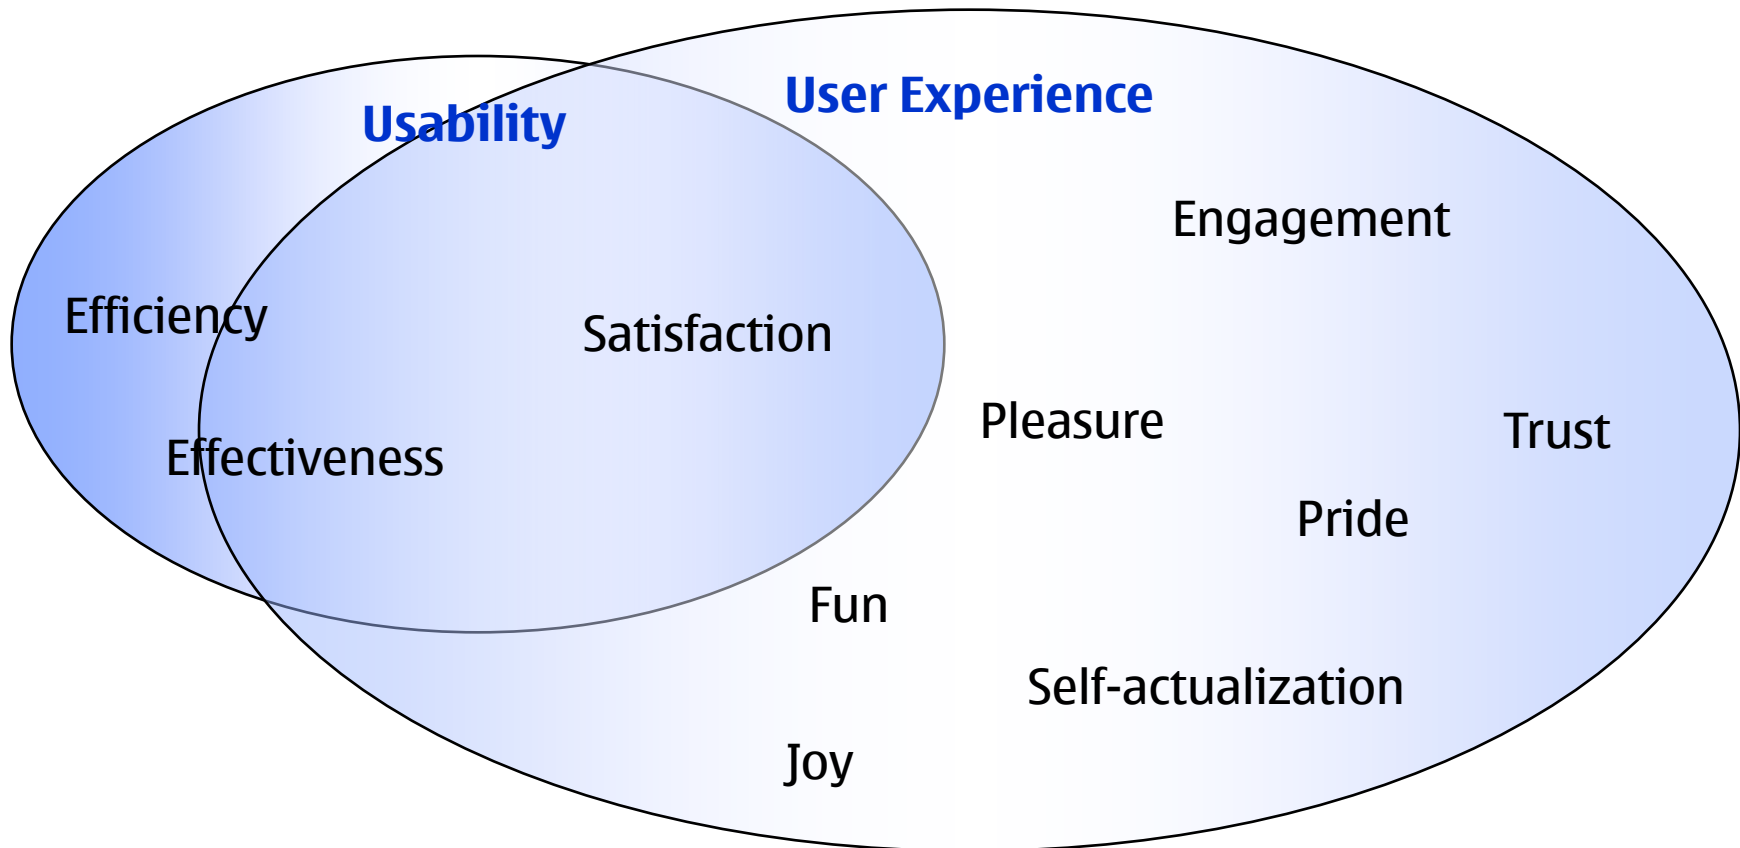 User Experience
Usability
Engagement
Efficiency
Satisfaction
Pleasure
Trust
Effectiveness
Pride
Fun
Self-actualization
Joy